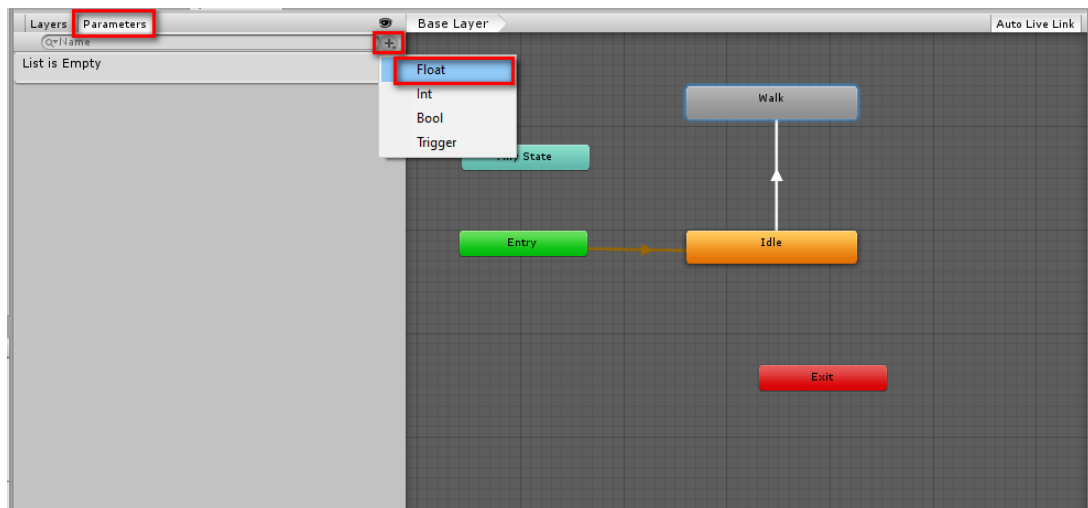 Layers Parameters Base Layer Auto Live Link
Name
List is Empty
Float
Int
Bool
Trigger
Walk
State
Entry
Idle
Exit